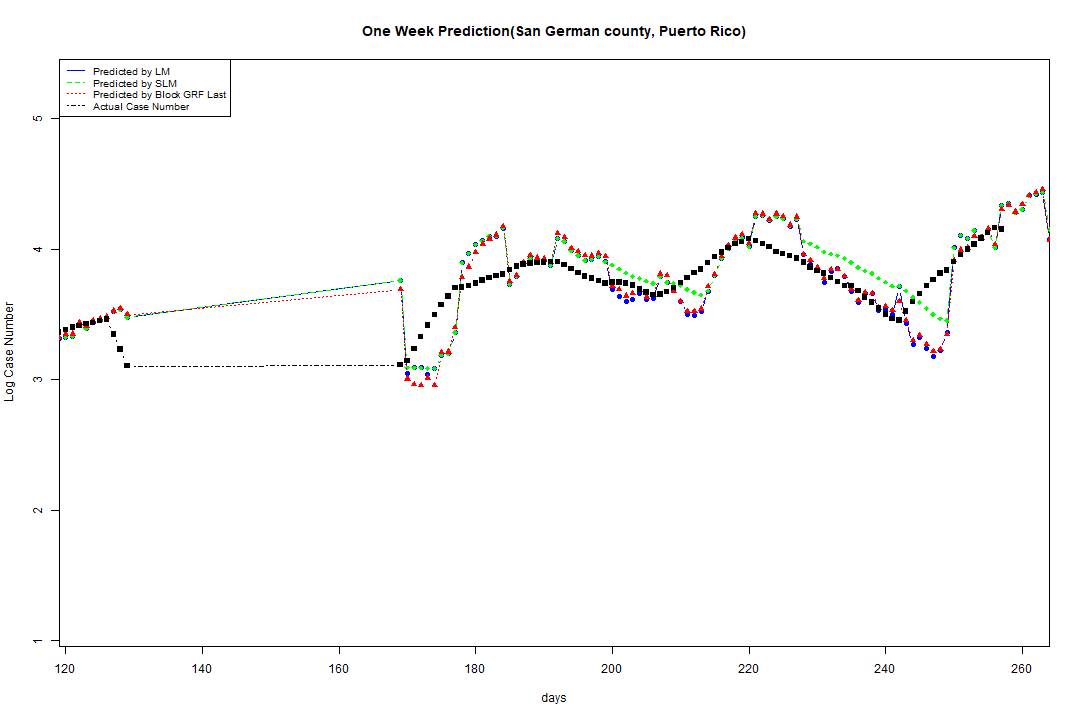 One Week Prediction(San German county, Puerto Rico)
Predicted by LM
Predicted by SLM
Predicted by Block GRF Last
Actual Case Number
5
4
3
2
1
Log Case Number
120 140 160 180 200 220 240 260
days